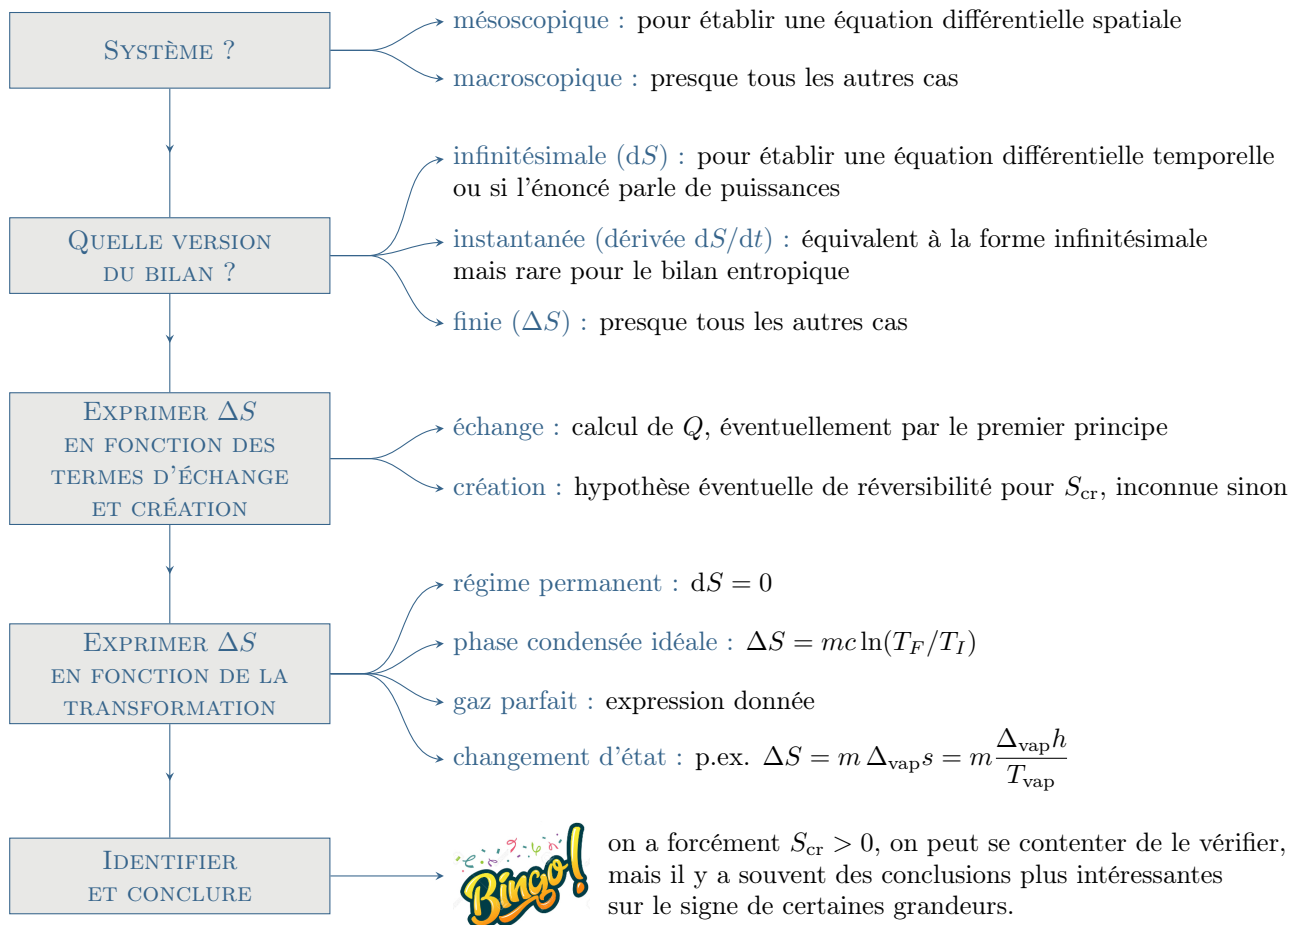 SYSTÈME ?
mésoscopique : pour établir une équation différentielle spatiale
macroscopique : presque tous les autres cas
QUELLE VERSION
DU BILAN ?
infinitésimale (dS) : pour établir une équation différentielle temporelle
ou si l'énoncé parle de puissances
instantanée (dérivée dS/dt) : équivalent à la forme infinitésimale
mais rare pour le bilan entropique
finie (ΔS) : presque tous les autres cas
EXPRIMER ΔS
EN FONCTION DES
TERMES D'ÉCHANGE
ET CRÉATION
échange : calcul de Q, éventuellement par le premier principe
création : hypothèse éventuelle de réversibilité pour S_cr, inconnue sinon
EXPRIMER ΔS
EN FONCTION DE LA
TRANSFORMATION
régime permanent : dS = 0
phase condensée idéale : ΔS = mc ln(T_F/T_I)
gaz parfait : expression donnée
changement d'état : p.ex. ΔS = m Δ_vap s = m Δ_vap h / T_vap
IDENTIFIER
ET CONCLURE
Bingo!
on a forcément S_cr > 0, on peut se contenter de le vérifier,
mais il y a souvent des conclusions plus intéressantes
sur le signe de certaines grandeurs.